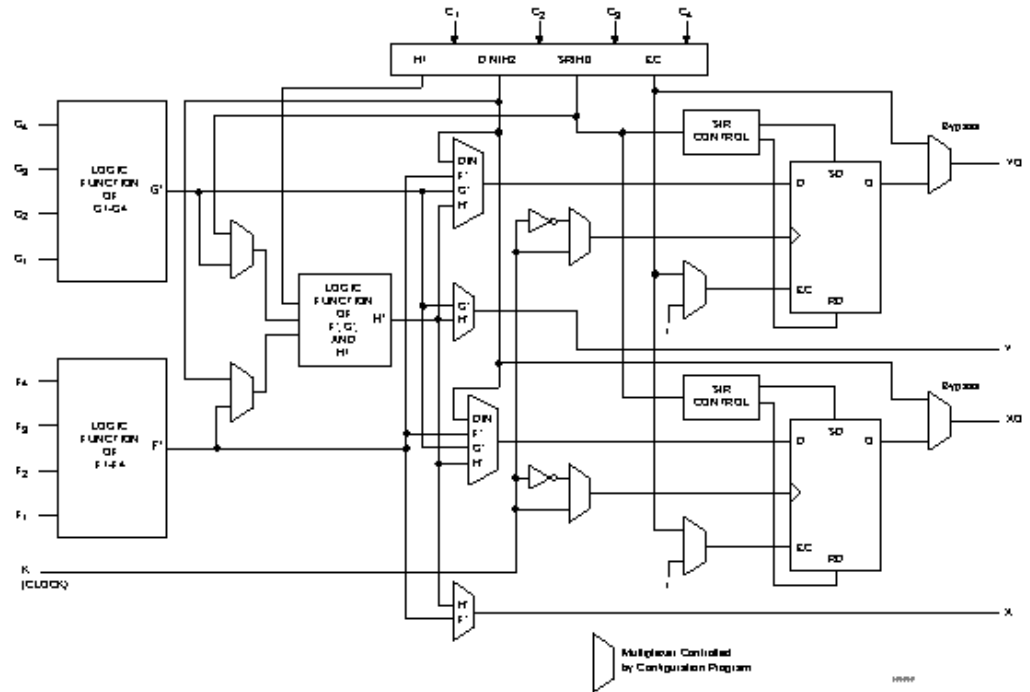 C1 C2 C3 C4
H1 DIN/H2 SR/H0 EC
G4
G3
G2
G1
LOGIC
FUNCTION
OF
G1-G4
G'
DIN
F'
G'
H'
S/R
CONTROL
Bypass
YQ
D SD Q
EC
RD
1
LOGIC
FUNCTION
OF
F', G',
AND
H1
H'
G'
H'
Y
F4
F3
F2
F1
LOGIC
FUNCTION
OF
F1-F4
F'
DIN
F'
G'
H'
S/R
CONTROL
Bypass
XQ
D SD Q
EC
RD
1
K
(CLOCK)
H'
F'
X
Multiplexer Controlled
by Configuration Program